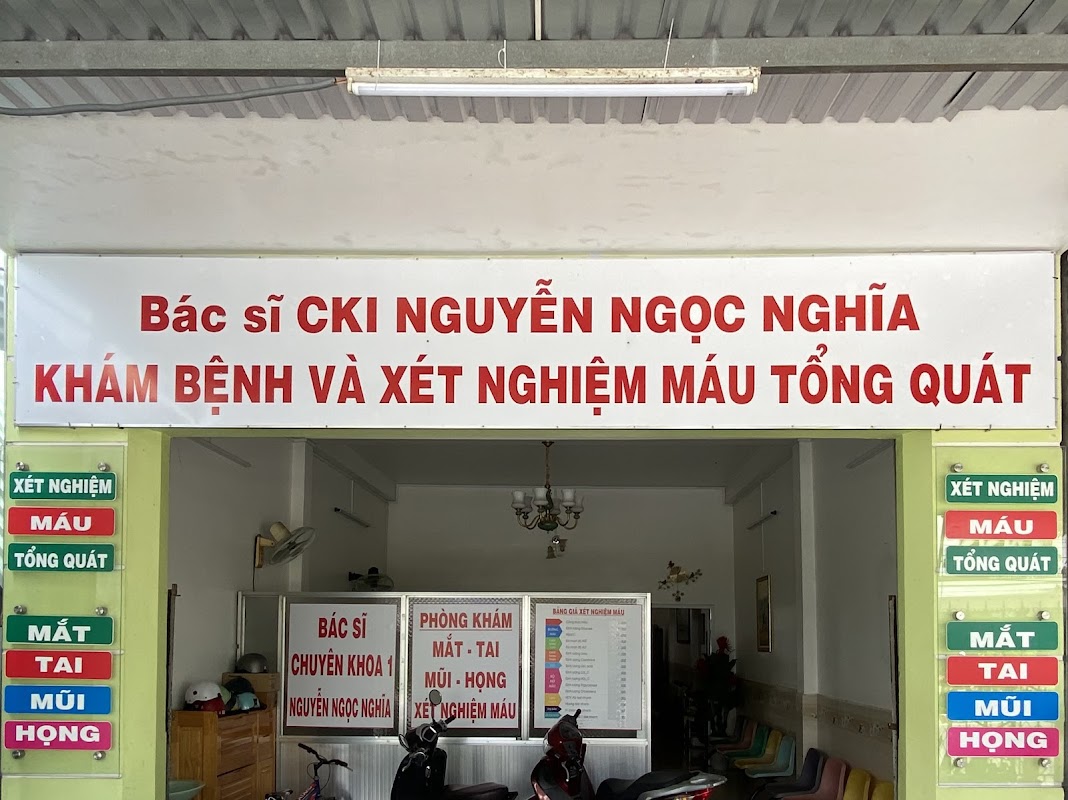 Bác sĩ CKI NGUYỄN NGỌC NGHĨA
KHÁM BỆNH VÀ XÉT NGHIỆM MÁU TỔNG QUÁT
XÉT NGHIỆM
MÁU
TỔNG QUÁT
MẮT
TAI
MŨI
HỌNG
BÁC SĨ
CHUYÊN KHOA 1
NGUYỄN NGỌC NGHĨA
PHÒNG KHÁM
MẮT - TAI
MŨI - HỌNG
XÉT NGHIỆM MÁU
BẢNG GIÁ XÉT NGHIỆM MÁU
XÉT NGHIỆM
MÁU
TỔNG QUÁT
MẮT
TAI
MŨI
HỌNG